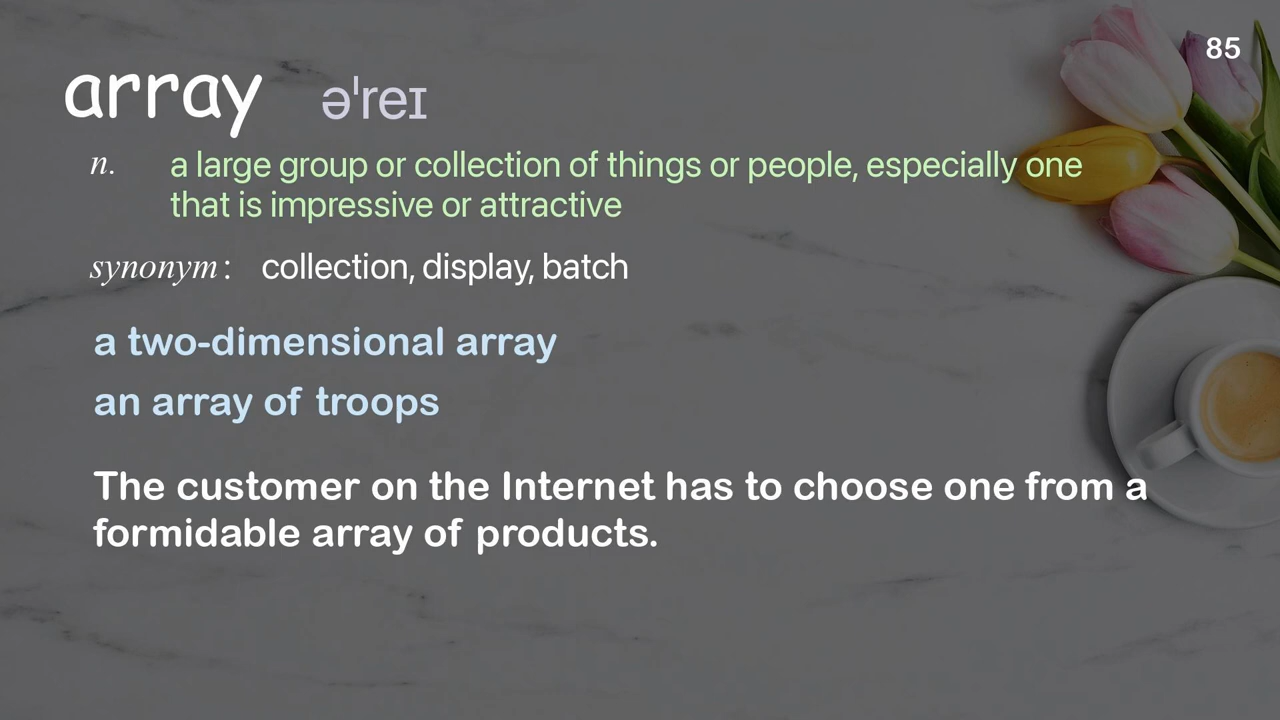 85
array əˈreɪ
n. a large group or collection of things or people, especially one
that is impressive or attractive
synonym: collection, display, batch
a two-dimensional array
an array of troops
The customer on the Internet has to choose one from a
formidable array of products.